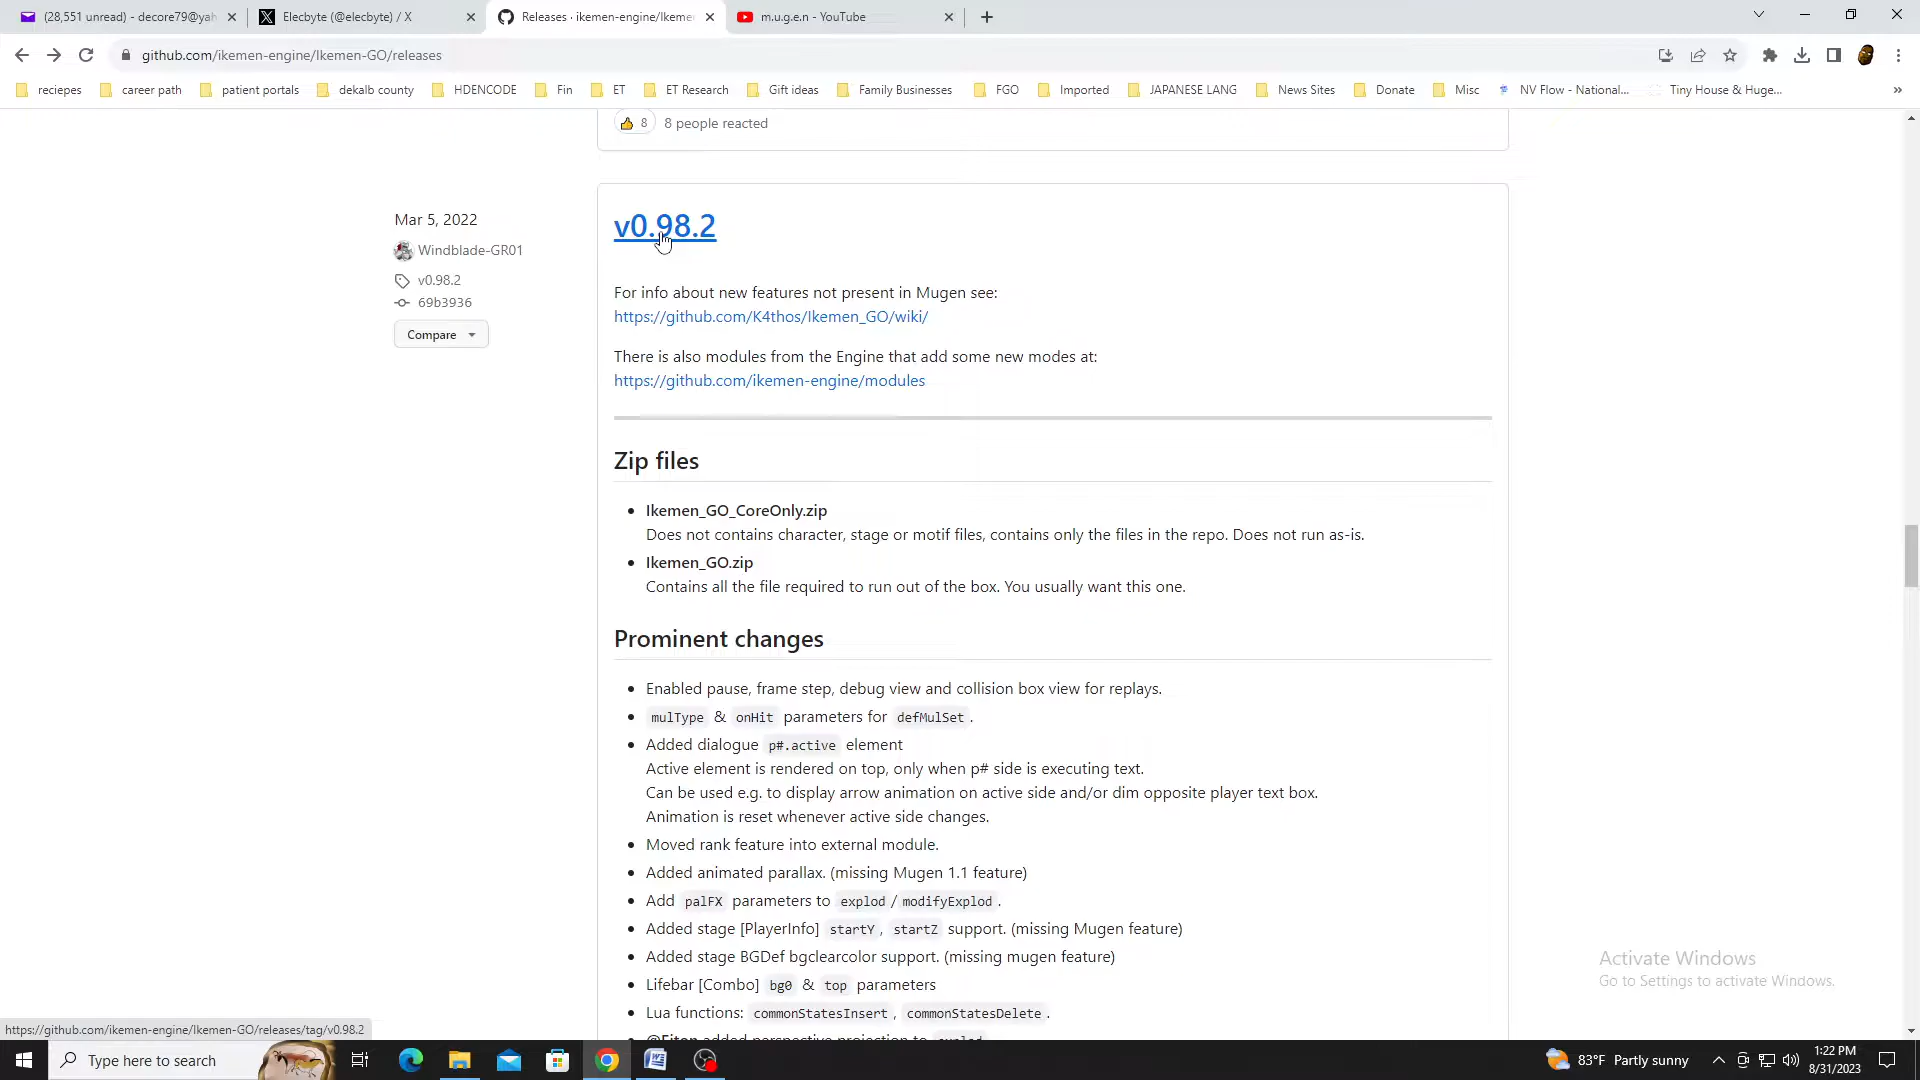 (28,551 unread) - decore79@yah
Elecbyte (@elecbyte) / X
Releases · ikemen-engine/Ikemen
m.u.g.e.n - YouTube
github.com/ikemen-engine/Ikemen-GO/releases
reciepes
career path
patient portals
dekalb county
HDENCODE
Fin
ET
ET Research
Gift ideas
Family Businesses
FGO
Imported
JAPANESE LANG
News Sites
Donate
Misc
NV Flow - National...
Tiny House & Huge...
»
8
8 people reacted
Mar 5, 2022
Windblade-GR01
v0.98.2
69b3936
Compare
v0.98.2
For info about new features not present in Mugen see:
https://github.com/K4thos/Ikemen_GO/wiki/
There is also modules from the Engine that add some new modes at:
https://github.com/ikemen-engine/modules
Zip files
• Ikemen_GO_CoreOnly.zip
Does not contains character, stage or motif files, contains only the files in the repo. Does not run as-is.
• Ikemen_GO.zip
Contains all the file required to run out of the box. You usually want this one.
Prominent changes
• Enabled pause, frame step, debug view and collision box view for replays.
• mulType & onHit parameters for defMulSet.
• Added dialogue p#.active element
Active element is rendered on top, only when p# side is executing text.
Can be used e.g. to display arrow animation on active side and/or dim opposite player text box.
Animation is reset whenever active side changes.
• Moved rank feature into external module.
• Added animated parallax. (missing Mugen 1.1 feature)
• Add palFX parameters to explod/modifyExplod.
• Added stage [PlayerInfo] startY, startZ support. (missing Mugen feature)
• Added stage BGDef bgclearcolor support. (missing mugen feature)
• Lifebar [Combo] bg0 & top parameters
• Lua functions: commonStatesInsert, commonStatesDelete.
added perspective projection to explod
Activate Windows
Go to Settings to activate Windows.
https://github.com/ikemen-engine/Ikemen-GO/releases/tag/v0.98.2
Type here to search
83°F Partly sunny
1:22 PM
8/31/2023